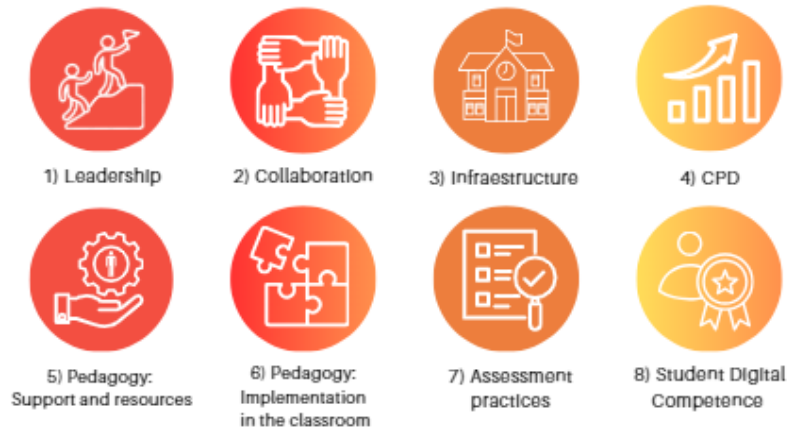 1) Leadership
2) Collaboration
3) Infraestructure
4) CPD
5) Pedagogy:
Support and resources
6) Pedagogy:
Implementation
in the classroom
7) Assessment
practices
8) Student Digital
Competence